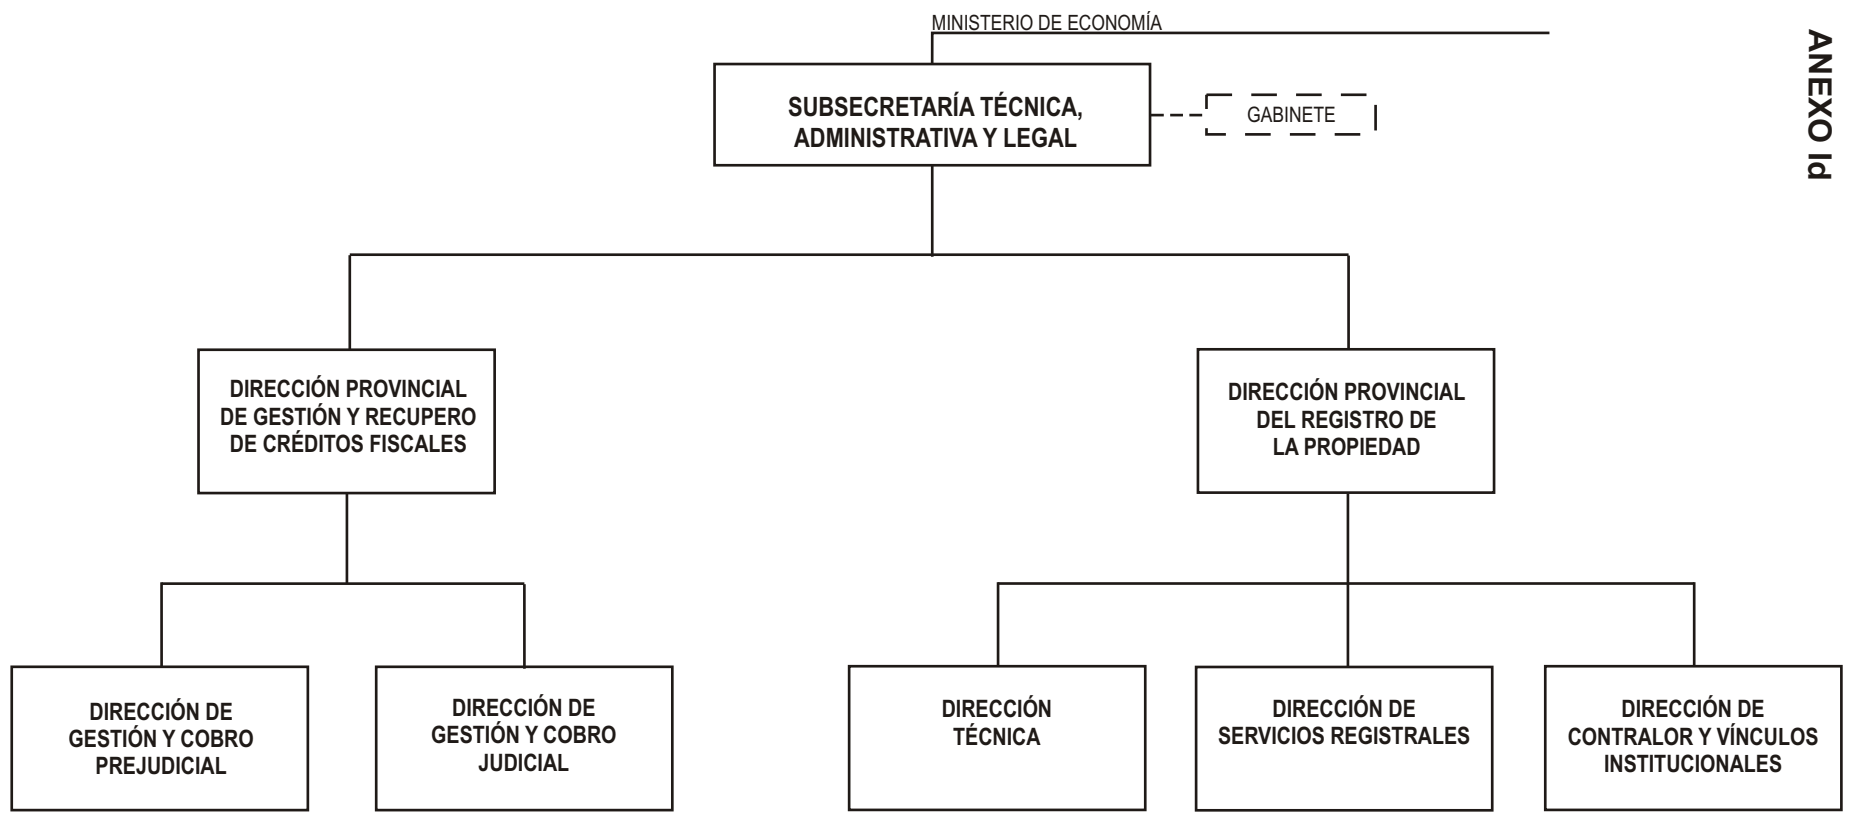 MINISTERIO DE ECONOMÍA
ANEXO Id
SUBSECRETARÍA TÉCNICA,
ADMINISTRATIVA Y LEGAL
GABINETE
DIRECCIÓN PROVINCIAL
DE GESTIÓN Y RECUPERO
DE CRÉDITOS FISCALES
DIRECCIÓN PROVINCIAL
DEL REGISTRO DE
LA PROPIEDAD
DIRECCIÓN DE
GESTIÓN Y COBRO
PREJUDICIAL
DIRECCIÓN DE
GESTIÓN Y COBRO
JUDICIAL
DIRECCIÓN
TÉCNICA
DIRECCIÓN DE
SERVICIOS REGISTRALES
DIRECCIÓN DE
CONTRALOR Y VÍNCULOS
INSTITUCIONALES